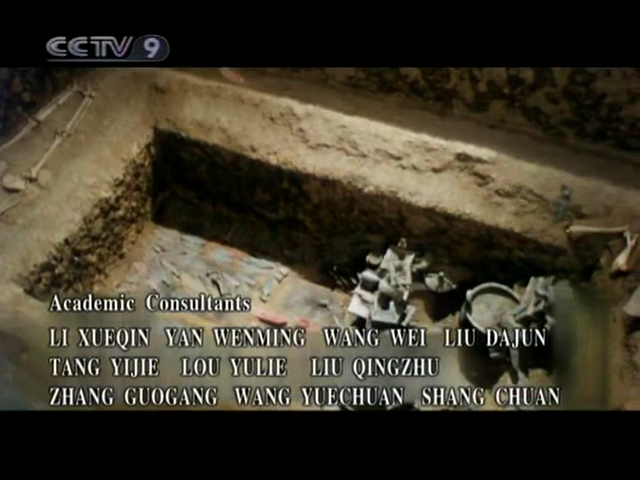 CCTV 9
Academic Consultants
LI XUEQIN YAN WENMING WANG WEI LIU DAJUN
TANG YIJIE LOU YULIE LIU QINGZHU
ZHANG GUOGANG WANG YUECHUAN SHANG CHUAN